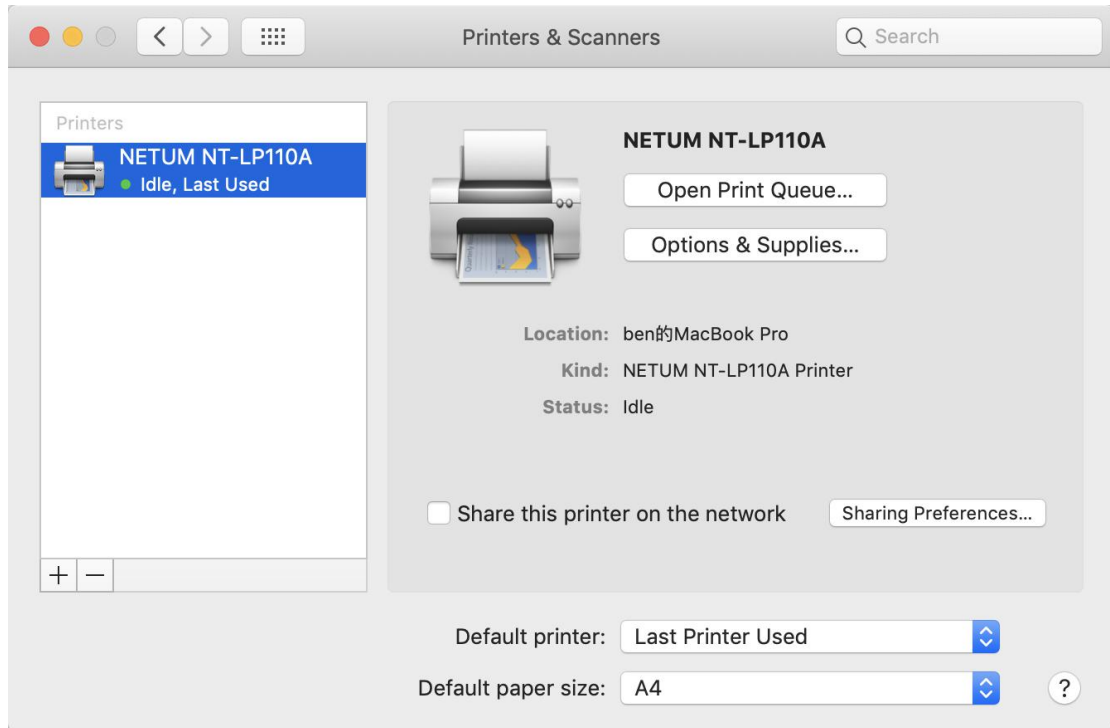 Printers & Scanners
Search
Printers
NETUM NT-LP110A
Idle, Last Used
NETUM NT-LP110A
Open Print Queue...
Options & Supplies...
Location: ben的MacBook Pro
Kind: NETUM NT-LP110A Printer
Status: Idle
Share this printer on the network
Sharing Preferences...
Default printer: Last Printer Used
Default paper size: A4
?